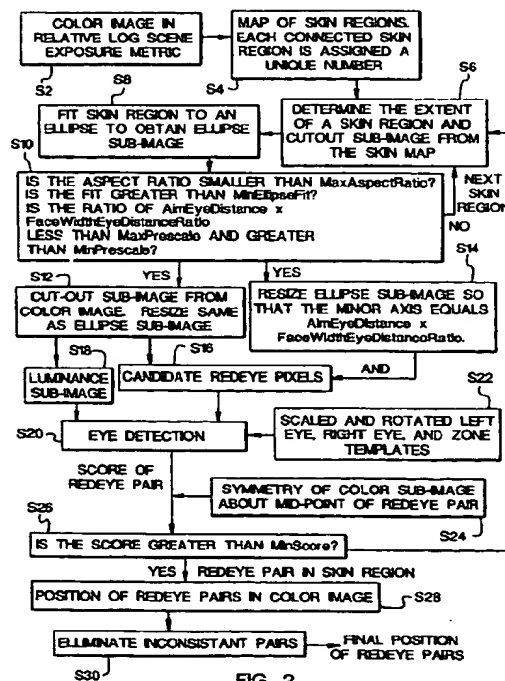 COLOR IMAGE IN
RELATIVE LOG SCENE
EXPOSURE METRIC
S2
MAP OF SKIN REGIONS.
EACH CONNECTED SKIN
REGION IS ASSIGNED A
UNIQUE NUMBER
S4
S6
DETERMINE THE EXTENT
OF A SKIN REGION AND
CUTOUT SUB-IMAGE FROM
THE SKIN MAP
S8
FIT SKIN REGION TO AN
ELLIPSE TO OBTAIN ELLIPSE
SUB-IMAGE
S10
IS THE ASPECT RATIO SMALLER THAN MaxAspectRatio?
IS THE FIT GREATER THAN MinEllipseFit?
IS THE RATIO OF AimEyeDistance x
FaceWidthEyeDistanceRatio
LESS THAN MaxPrescale AND GREATER
THAN MinPrescale?
NEXT
SKIN
REGION
NO
S12
YES
YES
S14
CUT-OUT SUB-IMAGE FROM
COLOR IMAGE. RESIZE SAME
AS ELLIPSE SUB-IMAGE
RESIZE ELLIPSE SUB-IMAGE SO
THAT THE MINOR AXIS EQUALS
AimEyeDistance x
FaceWidthEyeDistanceRatio.
S18
S16
AND
LUMINANCE
SUB-IMAGE
CANDIDATE REDEYE PIXELS
S22
S20
EYE DETECTION
SCALED AND ROTATED LEFT
EYE, RIGHT EYE, AND ZONE
TEMPLATES
SCORE OF
REDEYE PAIR
SYMMETRY OF COLOR SUB-IMAGE
ABOUT MID-POINT OF REDEYE PAIR
S24
S26
IS THE SCORE GREATER THAN MinScore?
YES REDEYE PAIR IN SKIN REGION
POSITION OF REDEYE PAIRS IN COLOR IMAGE
S28
ELLIMINATE INCONSISTANT PAIRS
FINAL POSITION
OF REDEYE PAIRS
S30
FIG. 2